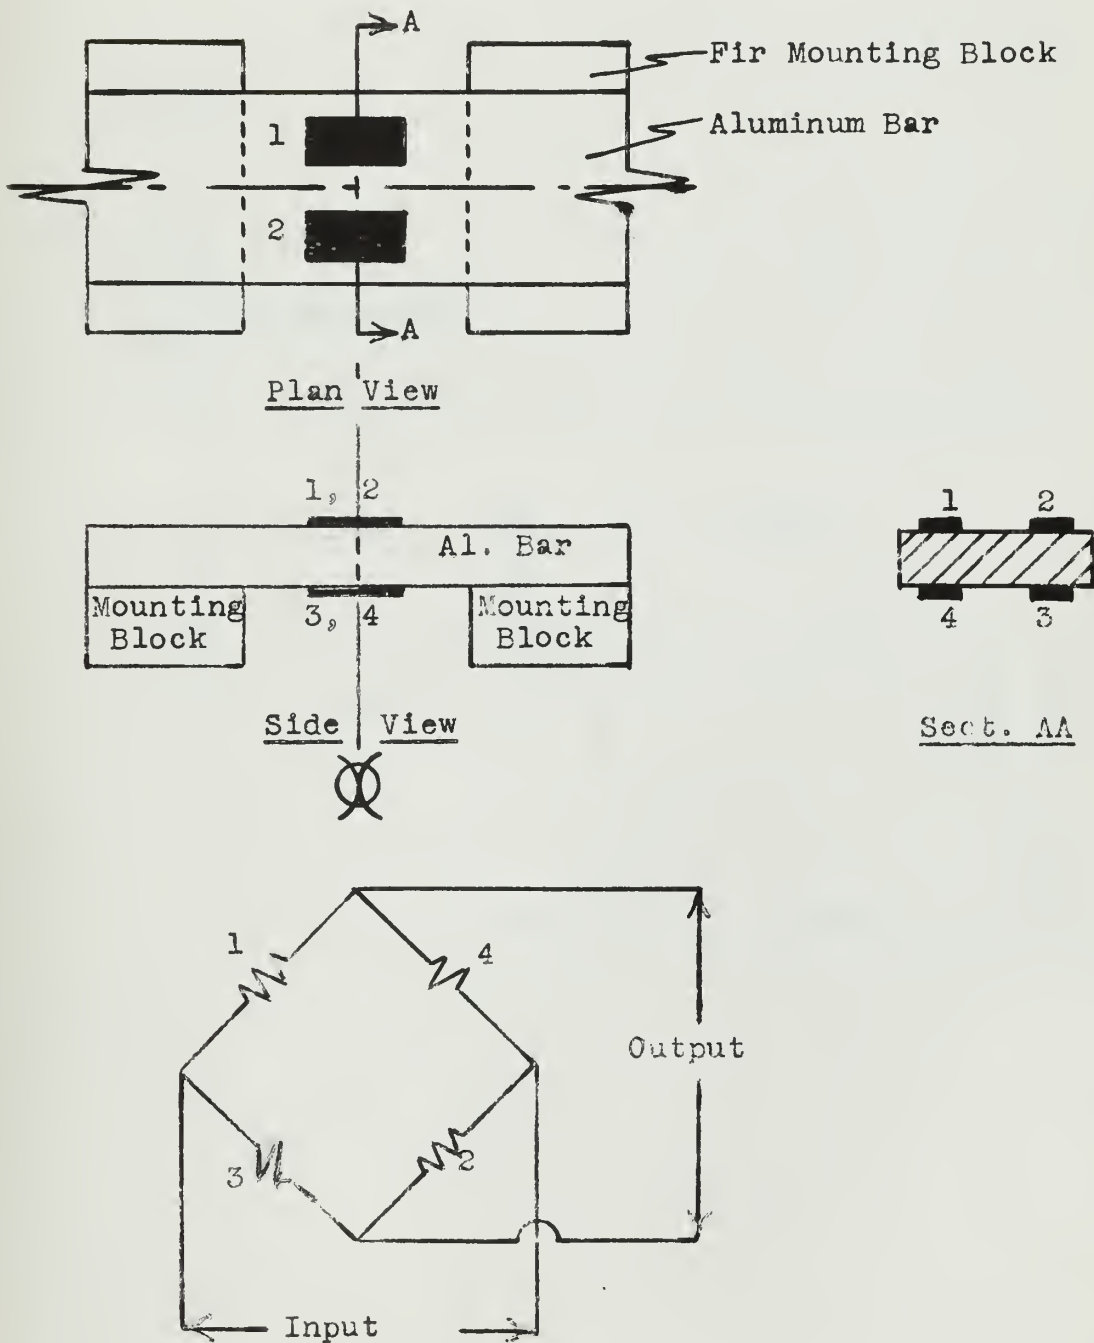 A
Fir Mounting Block
1
Aluminum Bar
2
A
Plan View
1, 2
Al. Bar
Mounting
Block
3, 4
Mounting
Block
Side View
1 2
4 3
Sect. AA
1
4
Output
3
2
Input